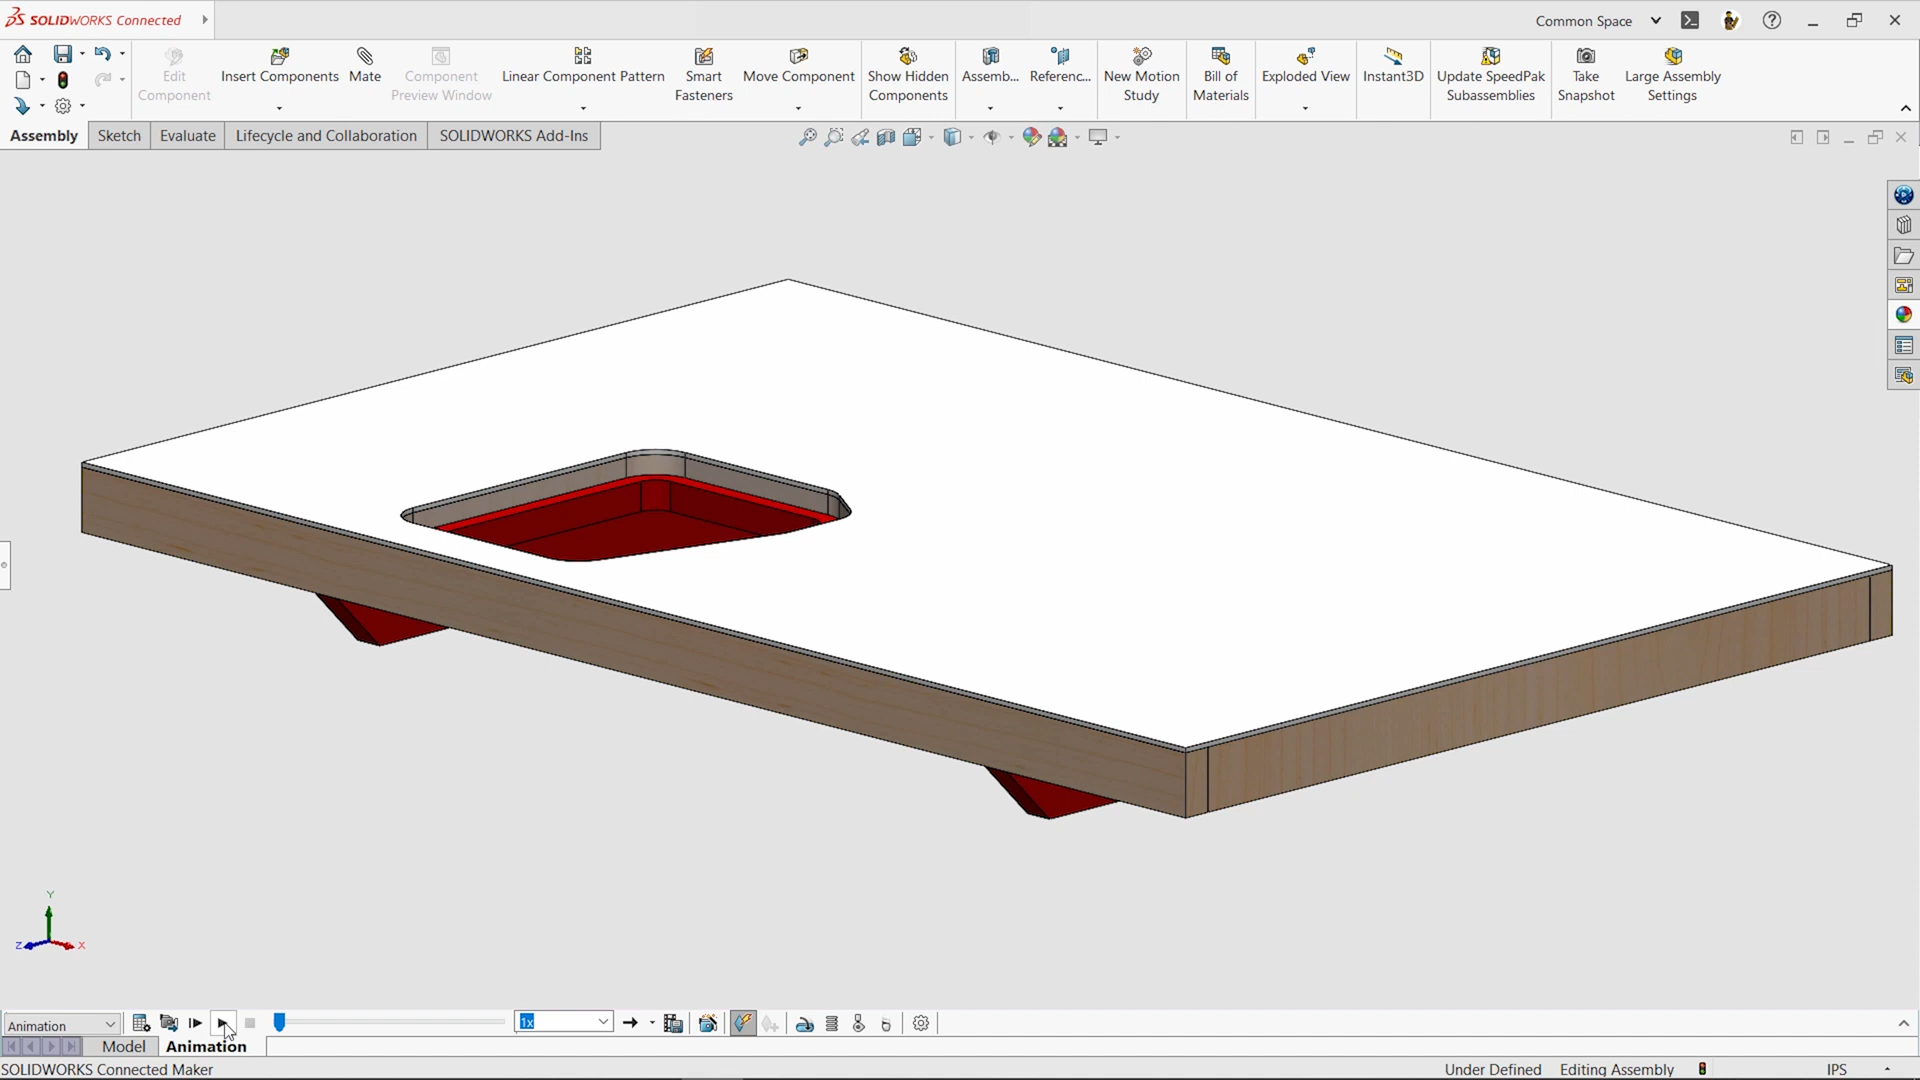 SOLIDWORKS Connected
Common Space
Edit Component
Insert Components
Mate
Component Preview Window
Linear Component Pattern
Smart Fasteners
Move Component
Show Hidden Components
Assemb...
Referenc...
New Motion Study
Bill of Materials
Exploded View
Instant3D
Update SpeedPak Subassemblies
Take Snapshot
Large Assembly Settings
Assembly
Sketch
Evaluate
Lifecycle and Collaboration
SOLIDWORKS Add-Ins
Y
Z
X
Animation
1x
Model
Animation
SOLIDWORKS Connected Maker
Under Defined
Editing Assembly
IPS